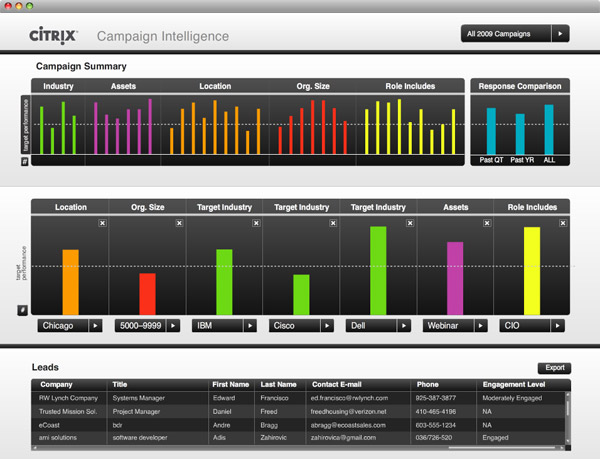 CITRIX Campaign Intelligence All 2009 Campaigns
Campaign Summary
Industry Assets Location Org. Size Role Includes Response Comparison
target performance
#
Past QT Past YR ALL
Location Org. Size Target Industry Target Industry Target Industry Assets Role Includes
target performance
#
Chicago 5000–9999 IBM Cisco Dell Webinar CIO
Leads Export
Company Title First Name Last Name Contact E-mail Phone Engagement Level
RW Lynch Company Systems Manager Edward Francisco ed.francisco@rwlynch.com 925-387-3877 Moderately Engaged
Trusted Mission Sol. Project Manager Daniel Freed freedhousing@verizon.net 410-465-4196 NA
eCoast bdr Andre Bragg abragg@ecoastsales.com 603-555-1234 NA
ami solutions software developer Adis Zahirovic zahirovica@gmail.com 036/726-520 Engaged